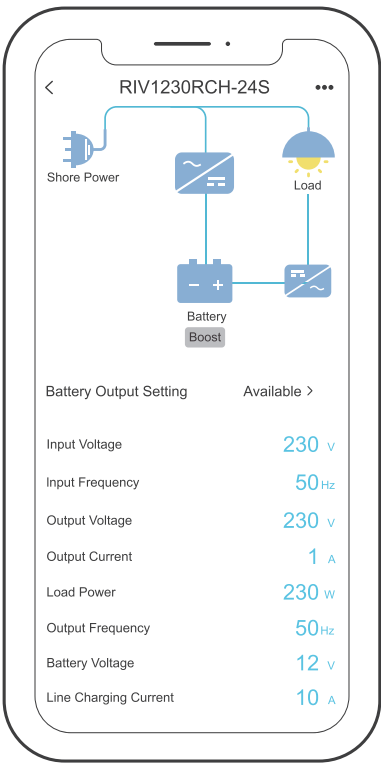 RIV1230RCH-24S
Shore Power
Load
Battery
Boost
Battery Output Setting Available >
Input Voltage 230 V
Input Frequency 50 Hz
Output Voltage 230 V
Output Current 1 A
Load Power 230 W
Output Frequency 50 Hz
Battery Voltage 12 V
Line Charging Current 10 A